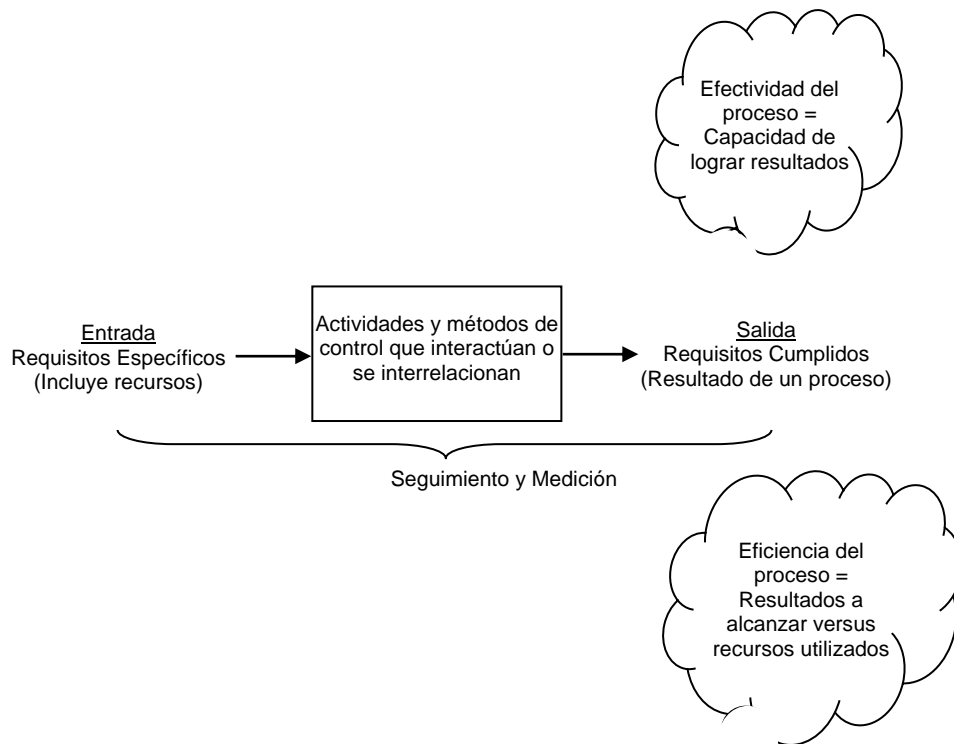 Efectividad del
proceso =
Capacidad de
lograr resultados
Entrada
Requisitos Específicos
(Incluye recursos)
Actividades y métodos de
control que interactúan o
se interrelacionan
Salida
Requisitos Cumplidos
(Resultado de un proceso)
Seguimiento y Medición
Eficiencia del
proceso =
Resultados a
alcanzar versus
recursos utilizados